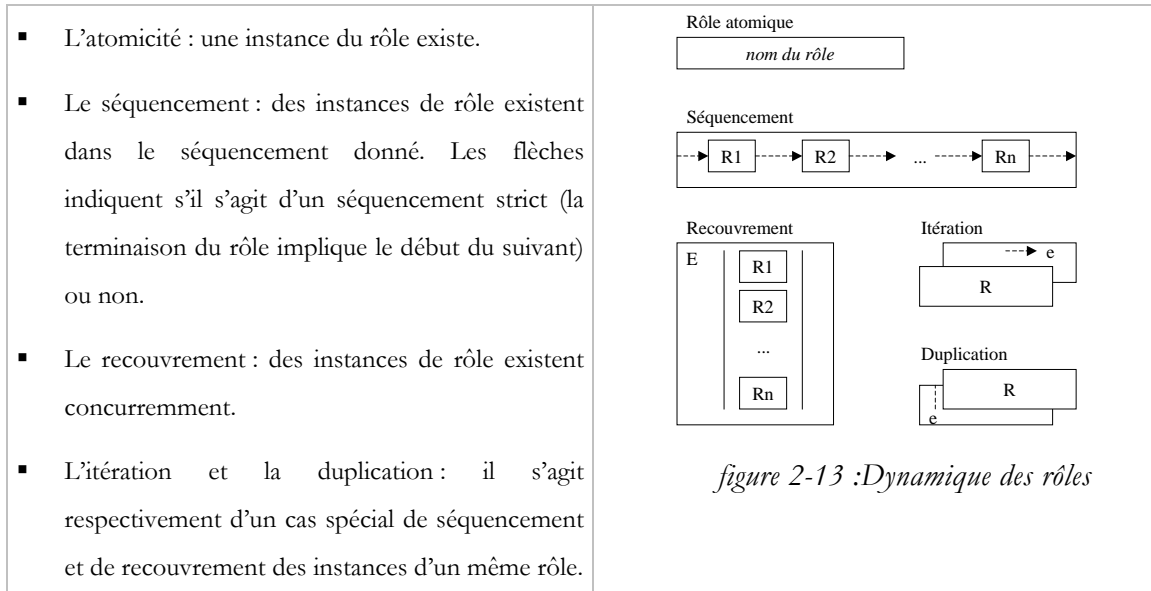 ▪ L’atomicité : une instance du rôle existe.
▪ Le séquencement : des instances de rôle existent
dans le séquencement donné. Les flèches
indiquent s’il s’agit d’un séquencement strict (la
terminaison du rôle implique le début du suivant)
ou non.
▪ Le recouvrement : des instances de rôle existent
concurremment.
▪ L’itération et la duplication : il s’agit
respectivement d’un cas spécial de séquencement
et de recouvrement des instances d’un même rôle.
Rôle atomique
nom du rôle
Séquencement
R1 R2 ... Rn
Recouvrement
E
R1
R2
...
Rn
Itération
e
R
Duplication
R
e
figure 2-13 :Dynamique des rôles